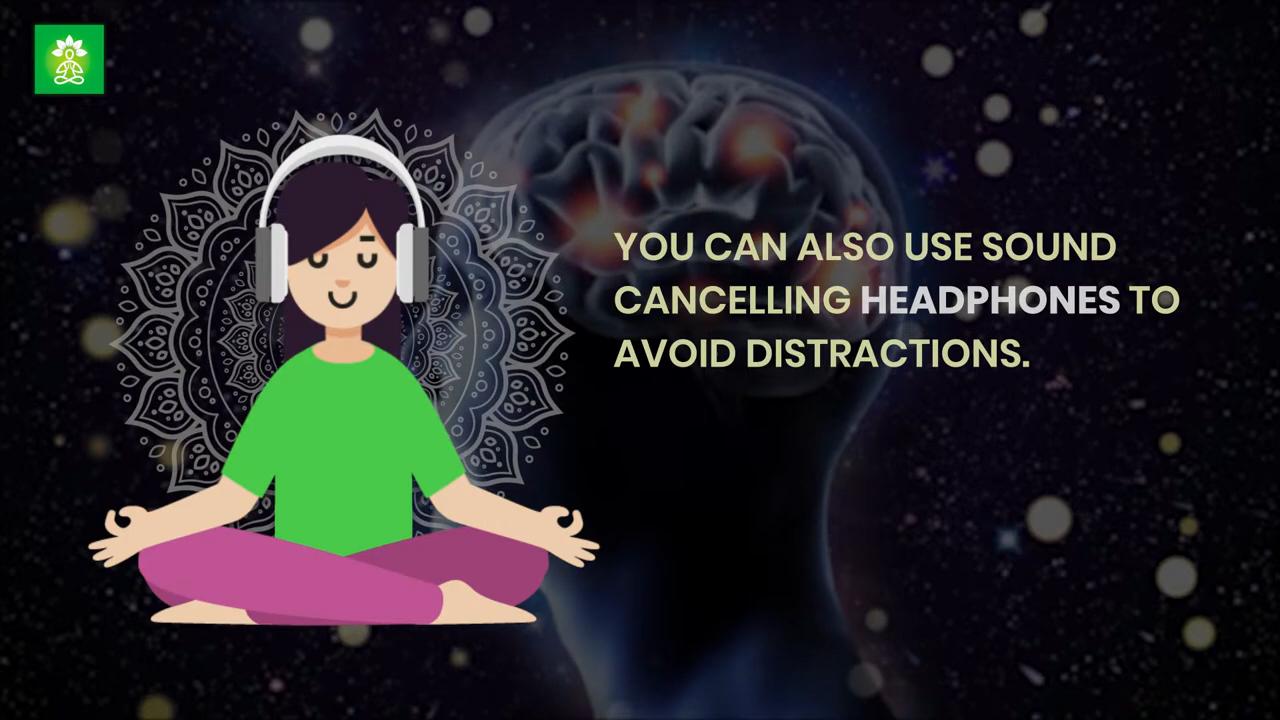 YOU CAN ALSO USE SOUND
CANCELLING HEADPHONES TO
AVOID DISTRACTIONS.